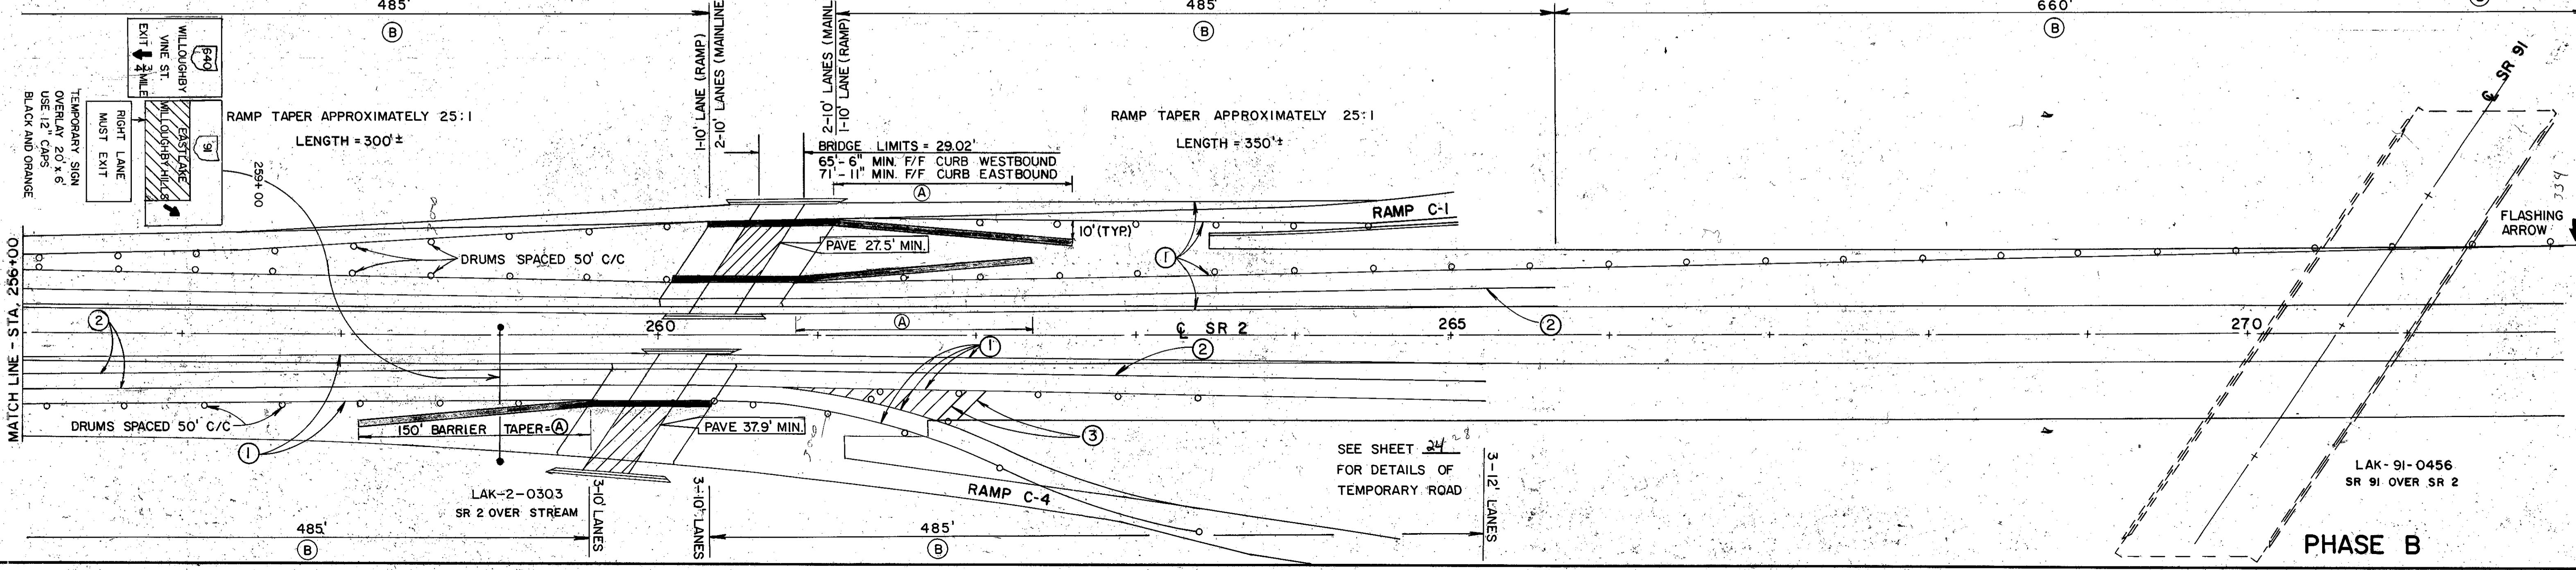 485'
485'
660'
B
B
B
1-10' LANE (RAMP)
2-10' LANES (MAINLINE
2-10' LANES (MAINL
1-10' LANE (RAMP)
640
WILLOUGHBY
VINE ST.
EXIT 3/4 MILE
91
EASTLAKE
WILLOUGHBY HILLS
RIGHT LANE
MUST EXIT
TEMPORARY SIGN
OVERLAY 20' x 6'
USE 12" CAPS
BLACK AND ORANGE
259+00
RAMP TAPER APPROXIMATELY 25:1
LENGTH = 300'±
BRIDGE LIMITS = 29.02'
65'-6" MIN. F/F CURB WESTBOUND
71'-11" MIN. F/F CURB EASTBOUND
A
RAMP TAPER APPROXIMATELY 25:1
LENGTH = 350'±
℄ SR 91
334
FLASHING
ARROW
RAMP C-1
10' (TYP.)
PAVE 27.5' MIN.
DRUMS SPACED 50' C/C
1
MATCH LINE - STA. 256+00
2
260
A
℄ SR 2
265
2
270
1
2
DRUMS SPACED 50' C/C
1
150' BARRIER TAPER = A
PAVE 37.9' MIN.
3
SEE SHEET 24 28
FOR DETAILS OF
TEMPORARY ROAD
3-12' LANES
LAK-2-0303
SR 2 OVER STREAM
3-10' LANES
3-10' LANES
RAMP C-4
LAK-91-0456
SR 91 OVER SR 2
485'
B
485'
B
PHASE B